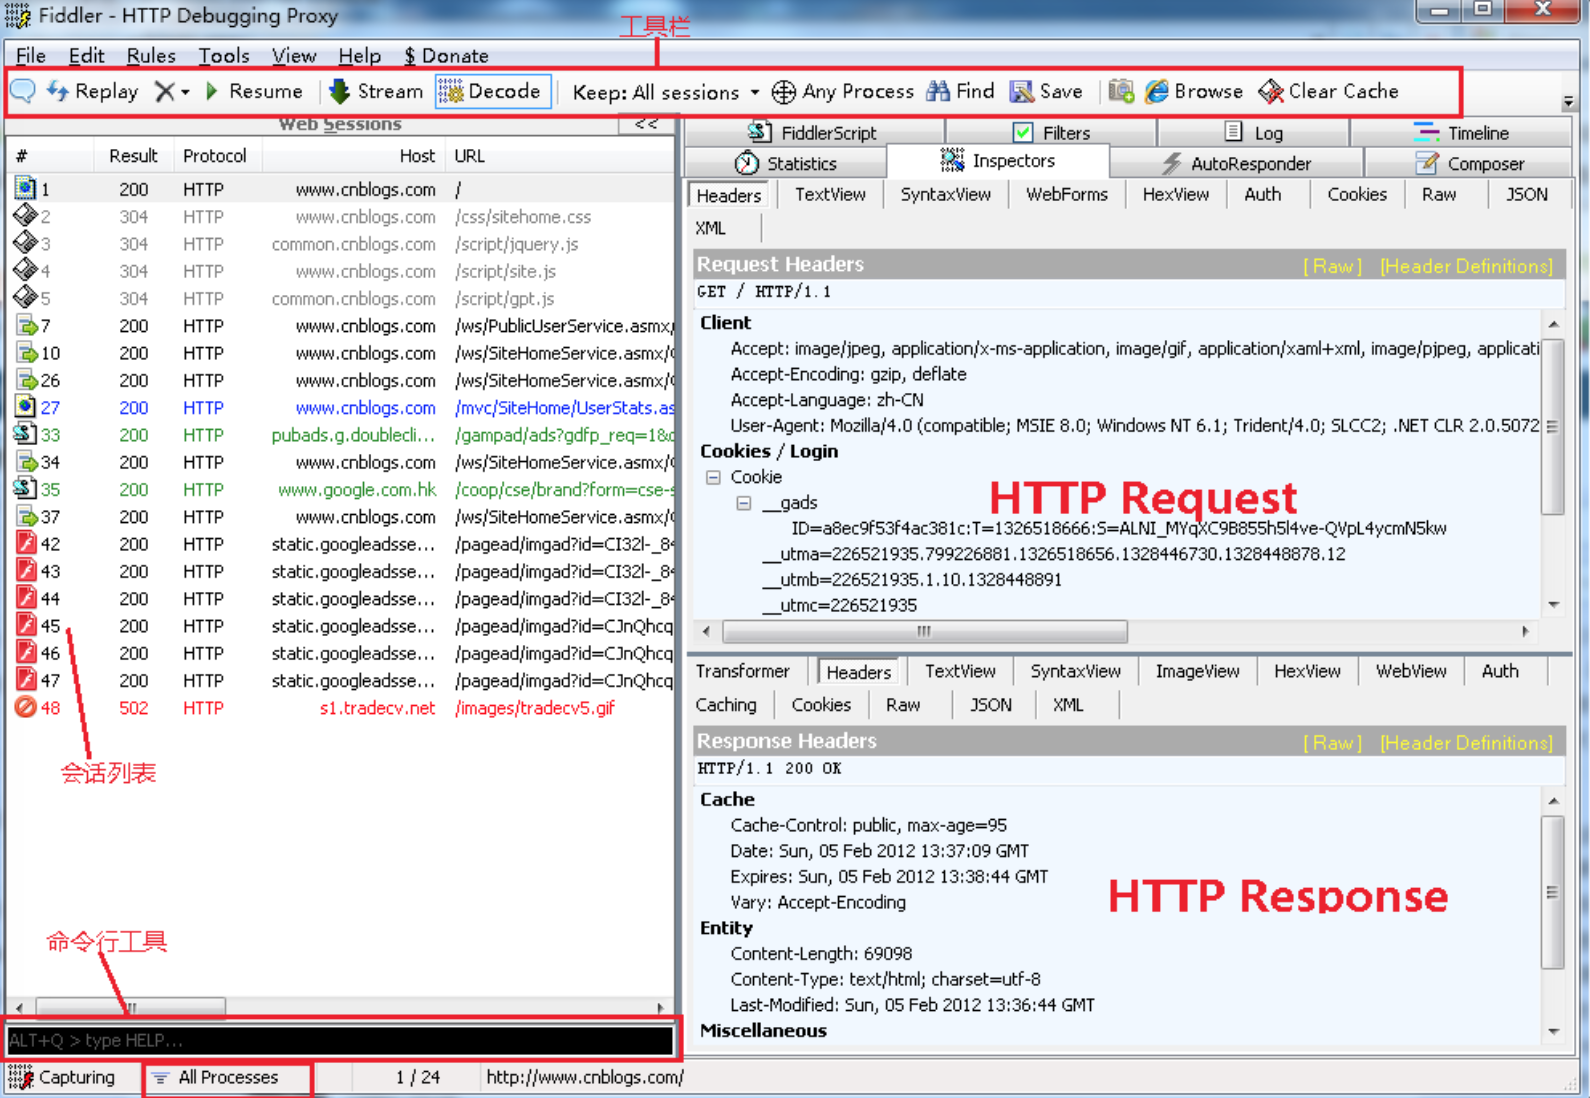 Fiddler - HTTP Debugging Proxy
工具栏
File Edit Rules Tools View Help $ Donate
Replay Resume Stream Decode Keep: All sessions Any Process Find Save Browse Clear Cache
Web Sessions <<
# Result Protocol Host URL
1 200 HTTP www.cnblogs.com /
2 304 HTTP www.cnblogs.com /css/sitehome.css
3 304 HTTP common.cnblogs.com /script/jquery.js
4 304 HTTP www.cnblogs.com /script/site.js
5 304 HTTP common.cnblogs.com /script/gpt.js
7 200 HTTP www.cnblogs.com /ws/PublicUserService.asmx/
10 200 HTTP www.cnblogs.com /ws/SiteHomeService.asmx/
26 200 HTTP www.cnblogs.com /ws/SiteHomeService.asmx/
27 200 HTTP www.cnblogs.com /mvc/SiteHome/UserStats.as
33 200 HTTP pubads.g.doublecli... /gampad/ads?gdfp_req=1&
34 200 HTTP www.cnblogs.com /ws/SiteHomeService.asmx/
35 200 HTTP www.google.com.hk /coop/cse/brand?form=cse-s
37 200 HTTP www.cnblogs.com /ws/SiteHomeService.asmx/
42 200 HTTP static.googleadsse... /pagead/imgad?id=CI32l-_84
43 200 HTTP static.googleadsse... /pagead/imgad?id=CI32l-_84
44 200 HTTP static.googleadsse... /pagead/imgad?id=CI32l-_84
45 200 HTTP static.googleadsse... /pagead/imgad?id=CJnQhcq
46 200 HTTP static.googleadsse... /pagead/imgad?id=CJnQhcq
47 200 HTTP static.googleadsse... /pagead/imgad?id=CJnQhcq
48 502 HTTP s1.tradecv.net /images/tradecv5.gif
会话列表
命令行工具
ALT+Q > type HELP...
Capturing All Processes 1 / 24 http://www.cnblogs.com/
FiddlerScript Filters Log Timeline
Statistics Inspectors AutoResponder Composer
Headers TextView SyntaxView WebForms HexView Auth Cookies Raw JSON
XML
Request Headers [ Raw ] [Header Definitions]
GET / HTTP/1.1
Client
Accept: image/jpeg, application/x-ms-application, image/gif, application/xaml+xml, image/pjpeg, applicati
Accept-Encoding: gzip, deflate
Accept-Language: zh-CN
User-Agent: Mozilla/4.0 (compatible; MSIE 8.0; Windows NT 6.1; Trident/4.0; SLCC2; .NET CLR 2.0.5072
Cookies / Login
Cookie
__gads
HTTP Request
ID=a8ec9f53f4ac381c:T=1326518666:S=ALNI_MYqXC9B855h5l4ve-QVpL4ycmN5kw
__utma=226521935.799226881.1326518656.1328446730.1328448878.12
__utmb=226521935.1.10.1328448891
__utmc=226521935
Transformer Headers TextView SyntaxView ImageView HexView WebView Auth
Caching Cookies Raw JSON XML
Response Headers [ Raw ] [Header Definitions]
HTTP/1.1 200 OK
Cache
Cache-Control: public, max-age=95
Date: Sun, 05 Feb 2012 13:37:09 GMT
Expires: Sun, 05 Feb 2012 13:38:44 GMT
Vary: Accept-Encoding
HTTP Response
Entity
Content-Length: 69098
Content-Type: text/html; charset=utf-8
Last-Modified: Sun, 05 Feb 2012 13:36:44 GMT
Miscellaneous